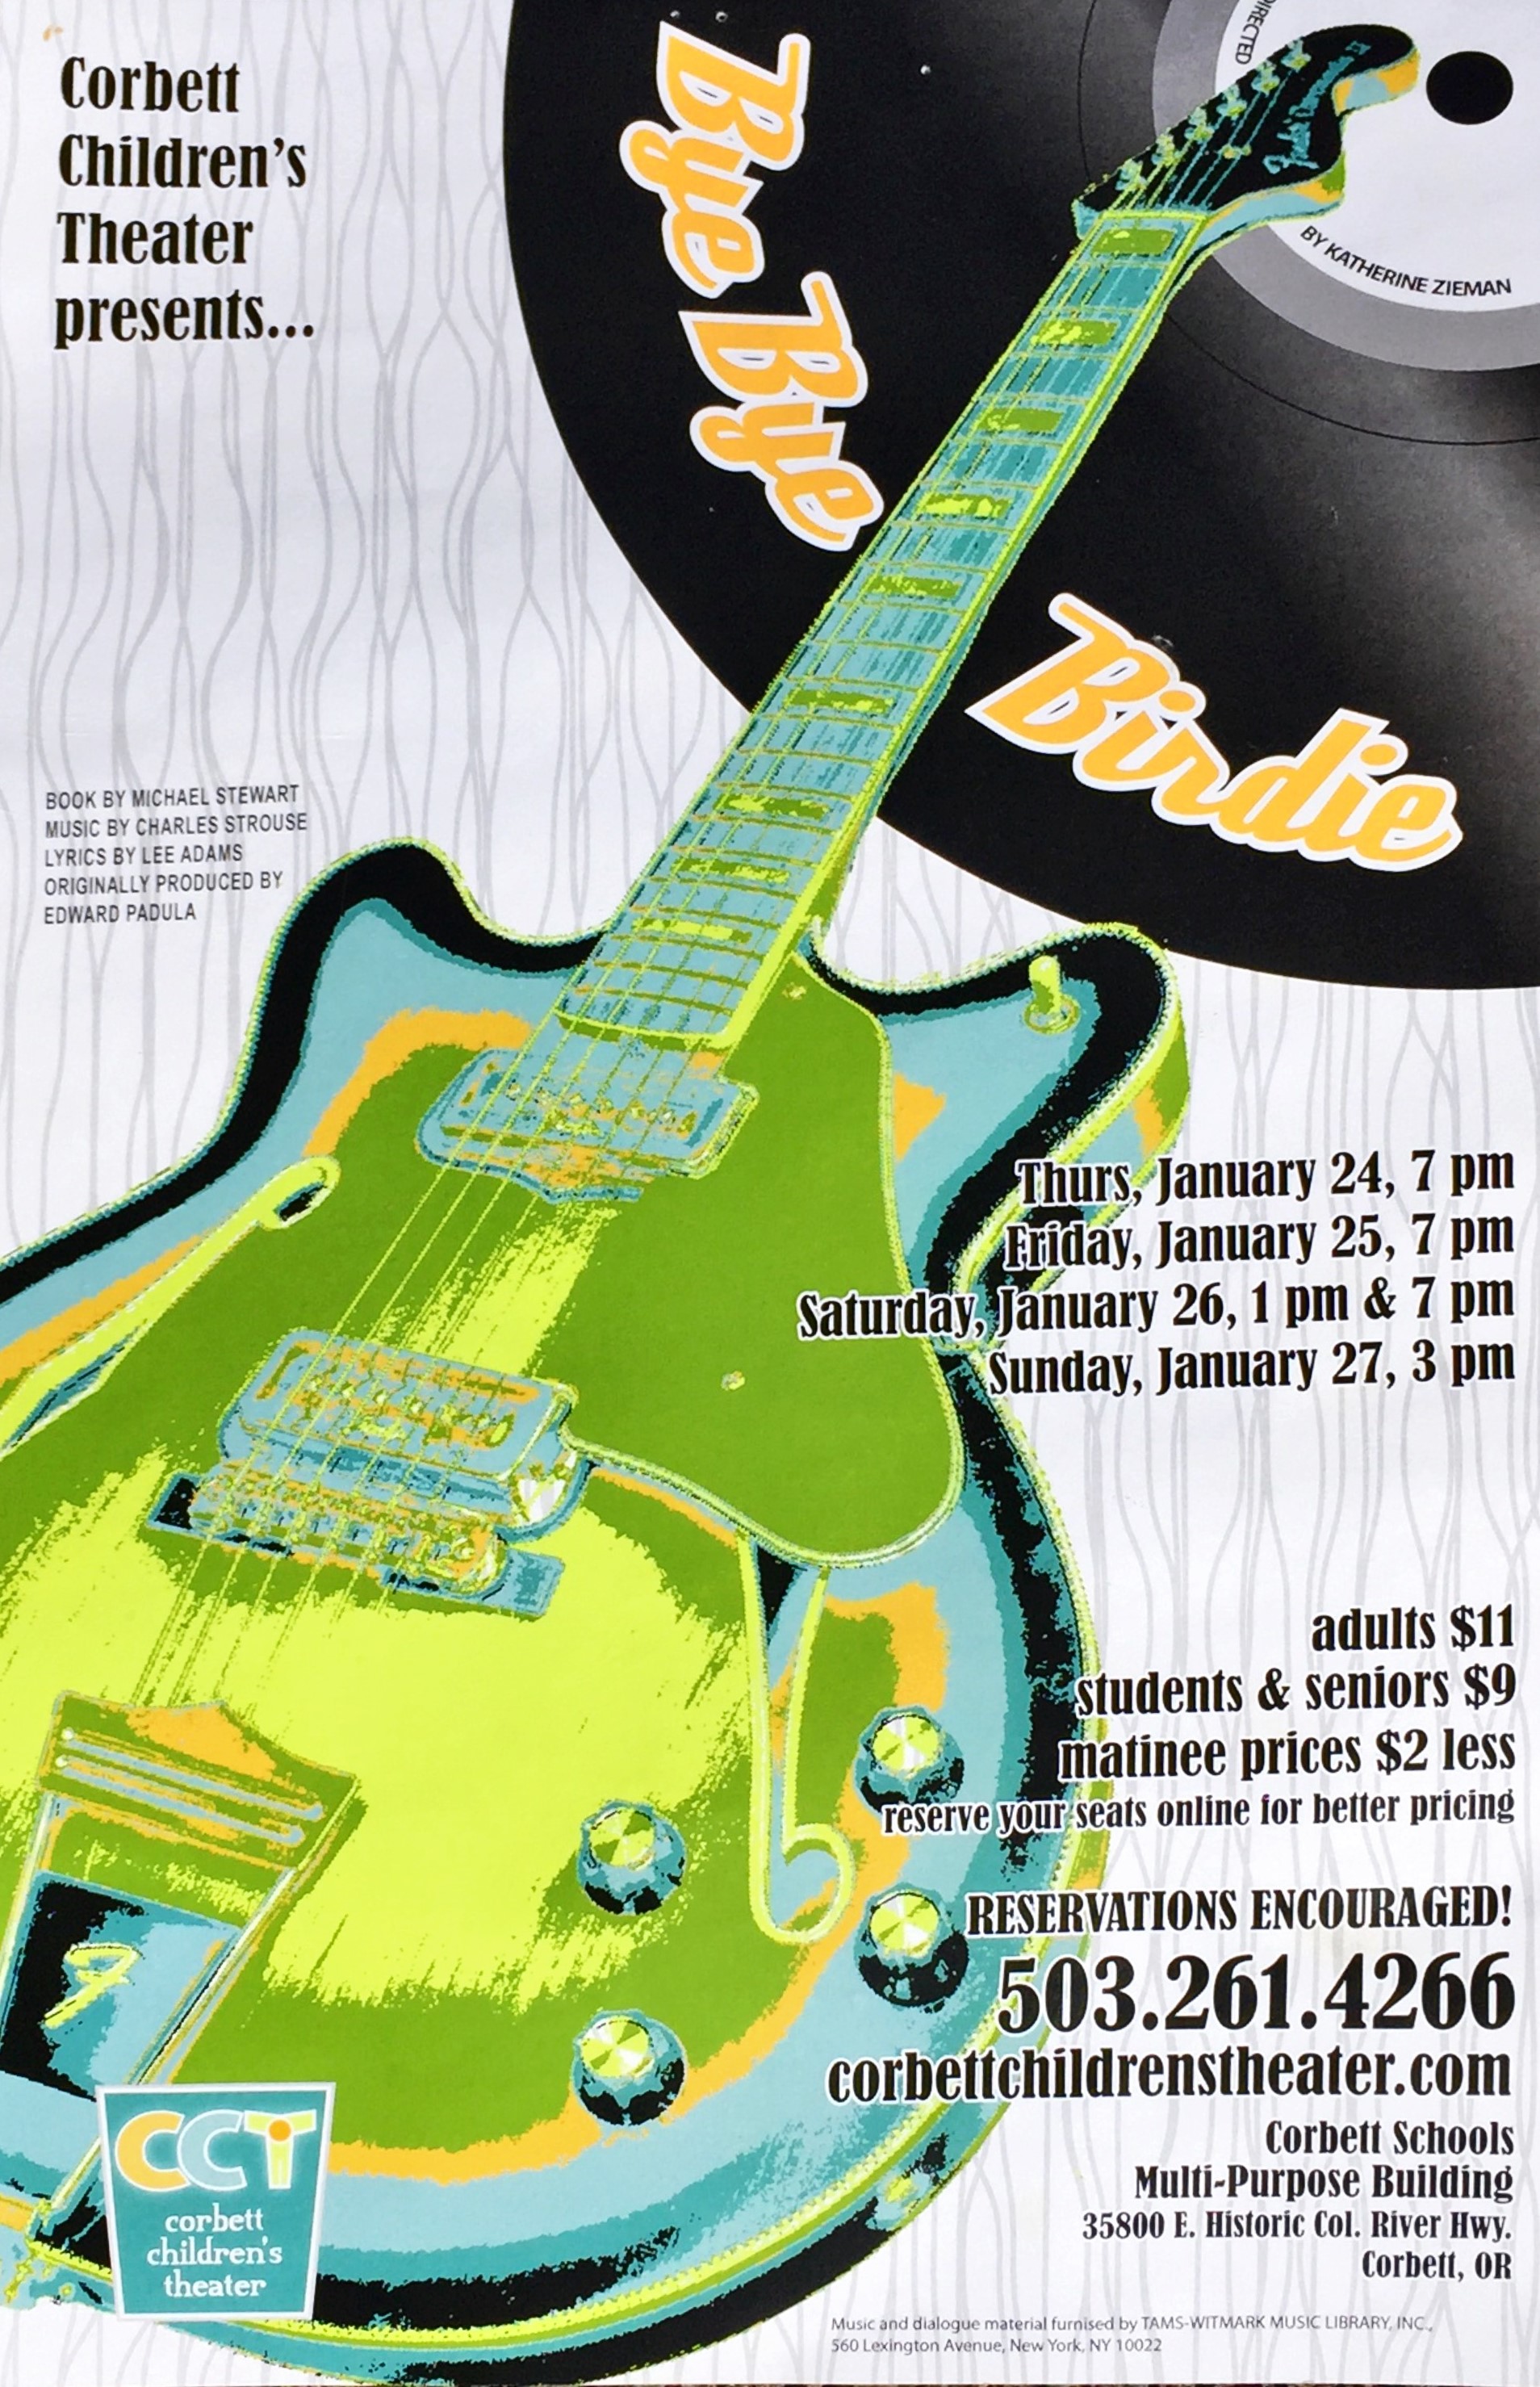 Corbett
Children's
Theater
presents...
Bye Bye
Birdie
DIRECTED
BY KATHERINE ZIEMAN
BOOK BY MICHAEL STEWART
MUSIC BY CHARLES STROUSE
LYRICS BY LEE ADAMS
ORIGINALLY PRODUCED BY
EDWARD PADULA
Thurs, January 24, 7 pm
Friday, January 25, 7 pm
Saturday, January 26, 1 pm & 7 pm
Sunday, January 27, 3 pm
adults $11
students & seniors $9
matinee prices $2 less
reserve your seats online for better pricing
RESERVATIONS ENCOURAGED!
503.261.4266
corbettchildrenstheater.com
Corbett Schools
Multi-Purpose Building
35800 E. Historic Col. River Hwy.
Corbett, OR
CCT
corbett
children's
theater
Music and dialogue material furnised by TAMS-WITMARK MUSIC LIBRARY, INC.,
560 Lexington Avenue, New York, NY 10022